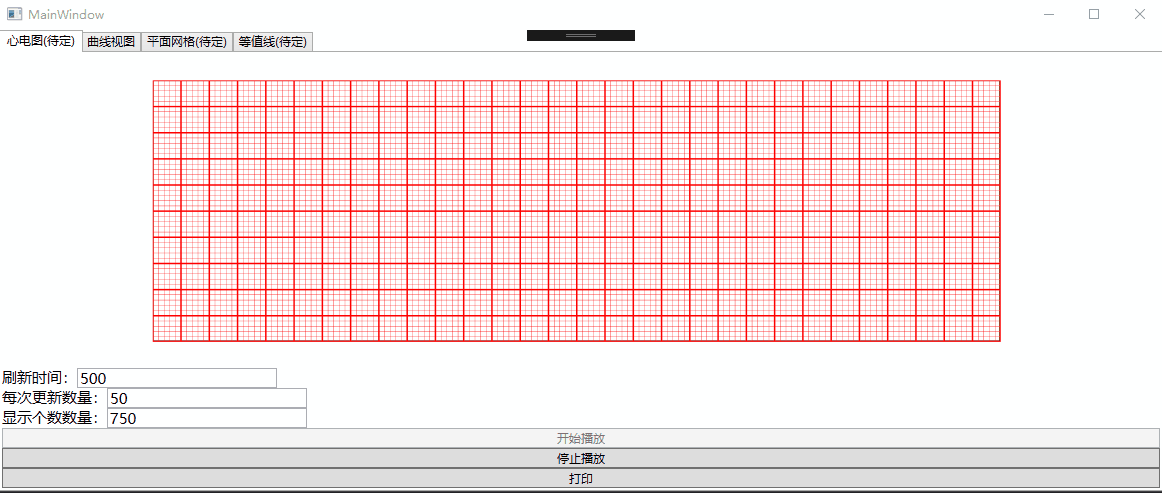 MainWindow
心电图(待定) 曲线视图 平面网格(待定) 等值线(待定)
刷新时间：500
每次更新数量：50
显示个数数量：750
开始播放
停止播放
打印